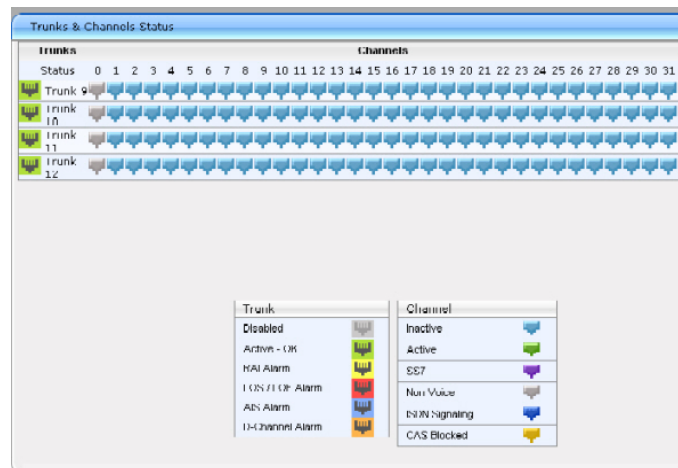 Trunks & Channels Status
Trunks Channels
Status 0 1 2 3 4 5 6 7 8 9 10 11 12 13 14 15 16 17 18 19 20 21 22 23 24 25 26 27 28 29 30 31
Trunk 9
Trunk
10
Trunk
11
Trunk
12
Trunk
Disabled
Active - OK
RAI Alarm
LOS / LOF Alarm
AIS Alarm
D-Channel Alarm
Channel
Inactive
Active
SS7
Non Voice
ISDN Signaling
CAS Blocked